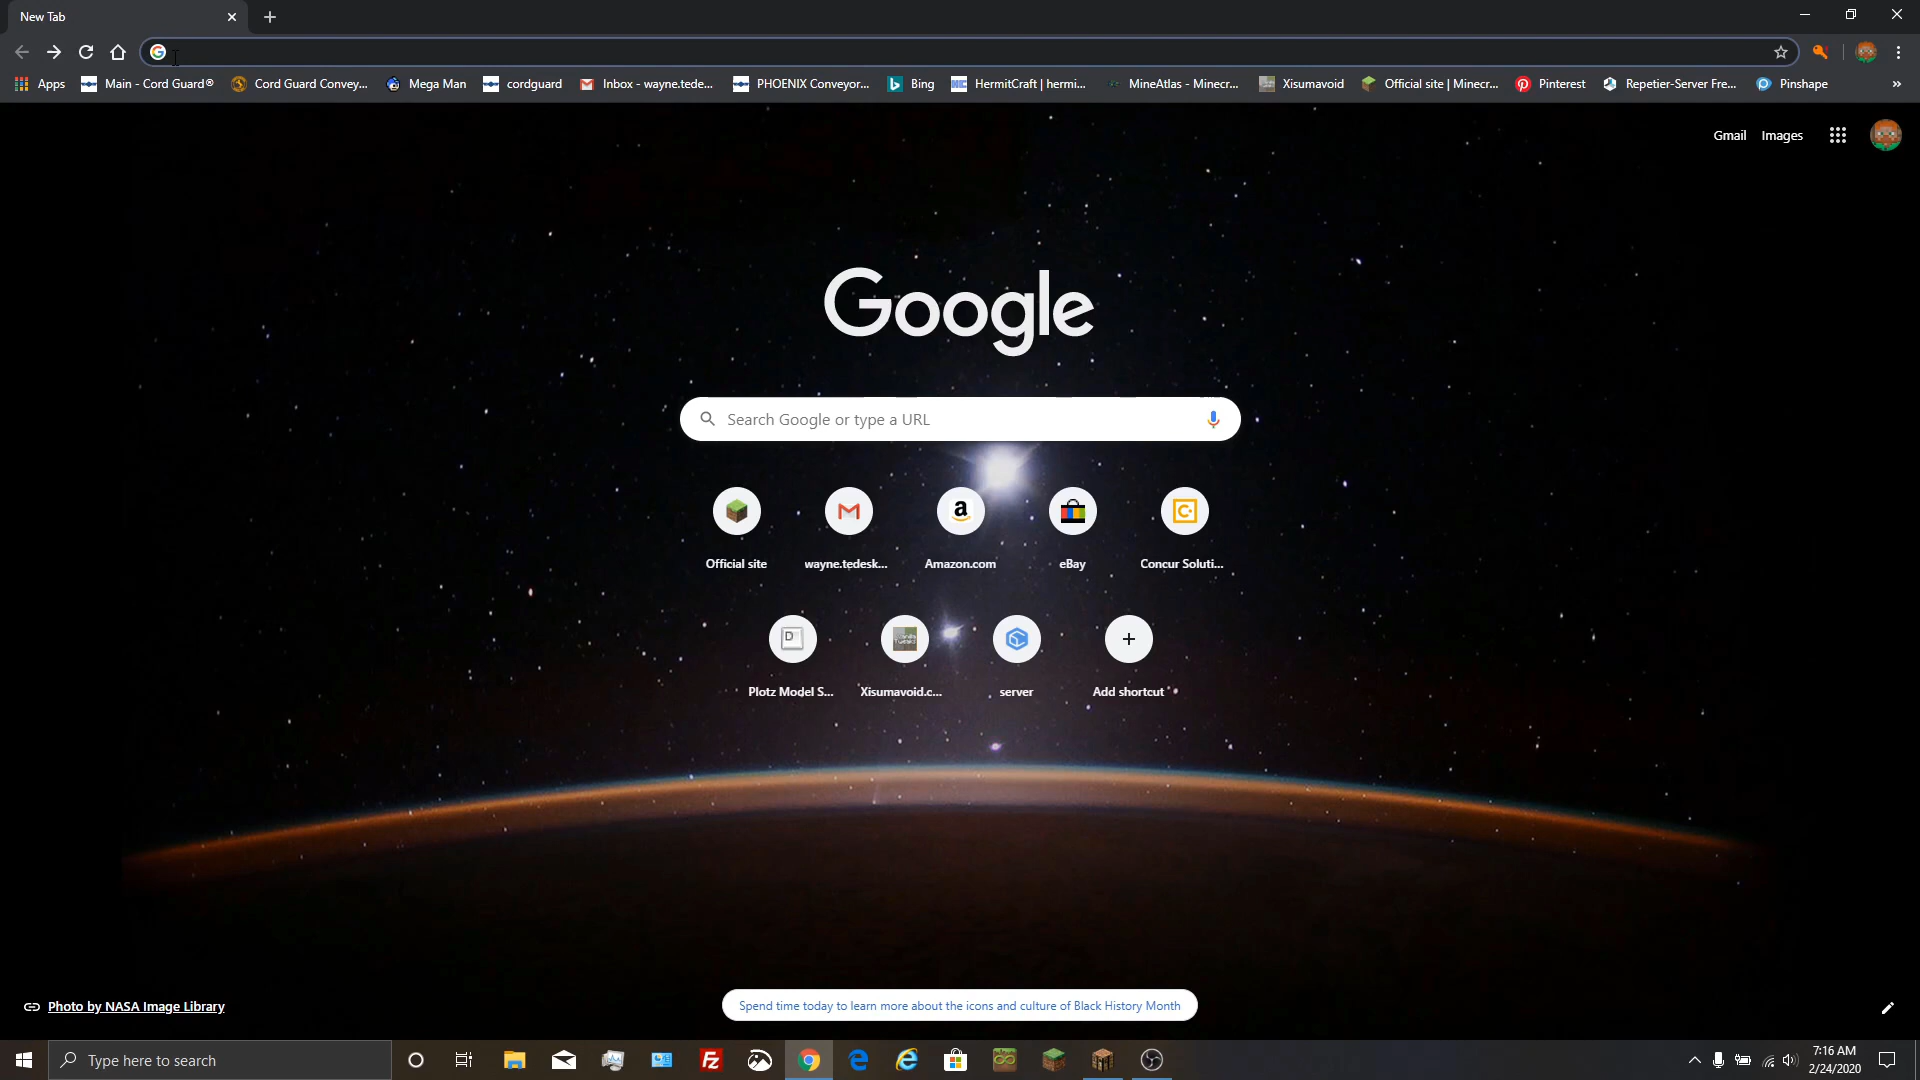 New Tab
Apps Main - Cord Guard® Cord Guard Convey... Mega Man cordguard Inbox - wayne.tede... PHOENIX Conveyor... Bing HermitCraft | hermi... MineAtlas - Minecr... Xisumavoid Official site | Minecr... Pinterest Repetier-Server Fre... Pinshape »
Gmail Images
Google
Search Google or type a URL
Official site wayne.tedesk... Amazon.com eBay Concur Soluti...
Plotz Model S... Xisumavoid.c... server Add shortcut
Photo by NASA Image Library
Spend time today to learn more about the icons and culture of Black History Month
Type here to search
7:16 AM
2/24/2020